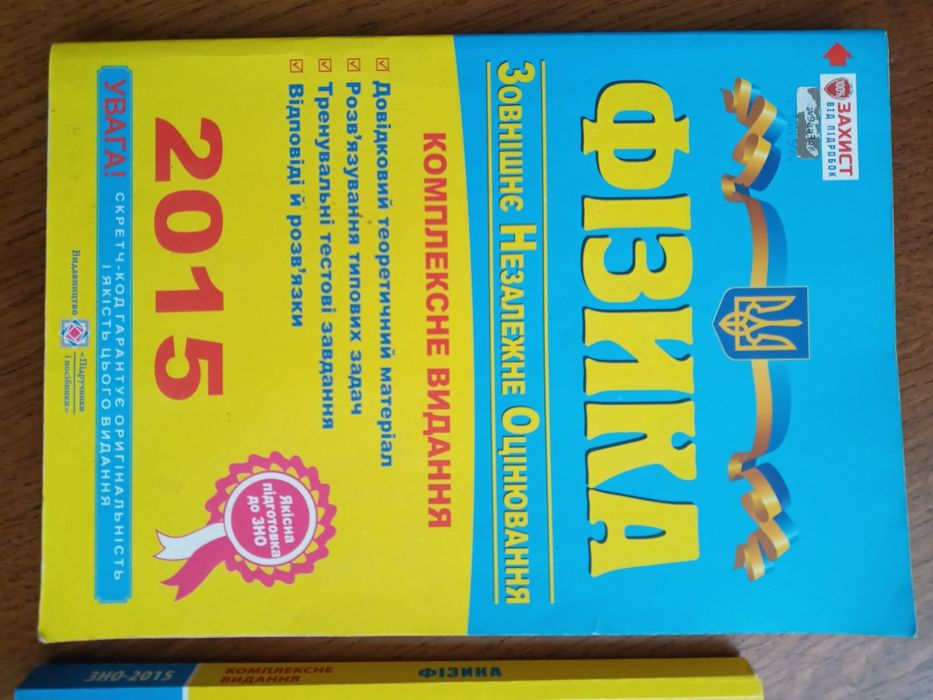 100%
ЗАХИСТ
ВІД ПІДРОБОК
ФІЗИКА
Зовнішнє Незалежне Оцінювання
КОМПЛЕКСНЕ ВИДАННЯ
Довідковий теоретичний матеріал
Розв'язування типових задач
Тренувальні тестові завдання
Відповіді й розв'язки
2015
Якісна
підготовка
до ЗНО
УВАГА!
СКРЕТЧ-КОД ГАРАНТУЄ ОРИГІНАЛЬНІСТЬ
І ЯКІСТЬ ЦЬОГО ВИДАННЯ
Видавництво
«Підручники
і посібники»
ЗНО-2015
КОМПЛЕКСНЕ
ВИДАННЯ
ФІЗИКА